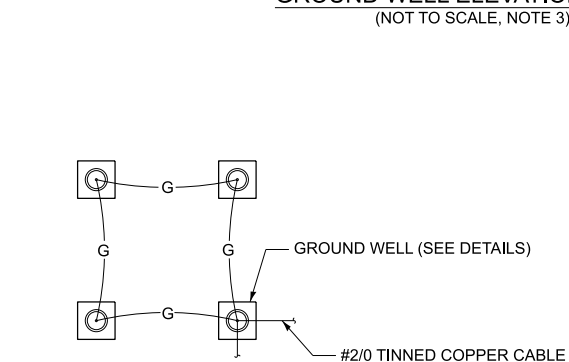 GROUND WELL ELEVATION
(NOT TO SCALE, NOTE 3)
G
G
G
GROUND WELL (SEE DETAILS)
G
#2/0 TINNED COPPER CABLE